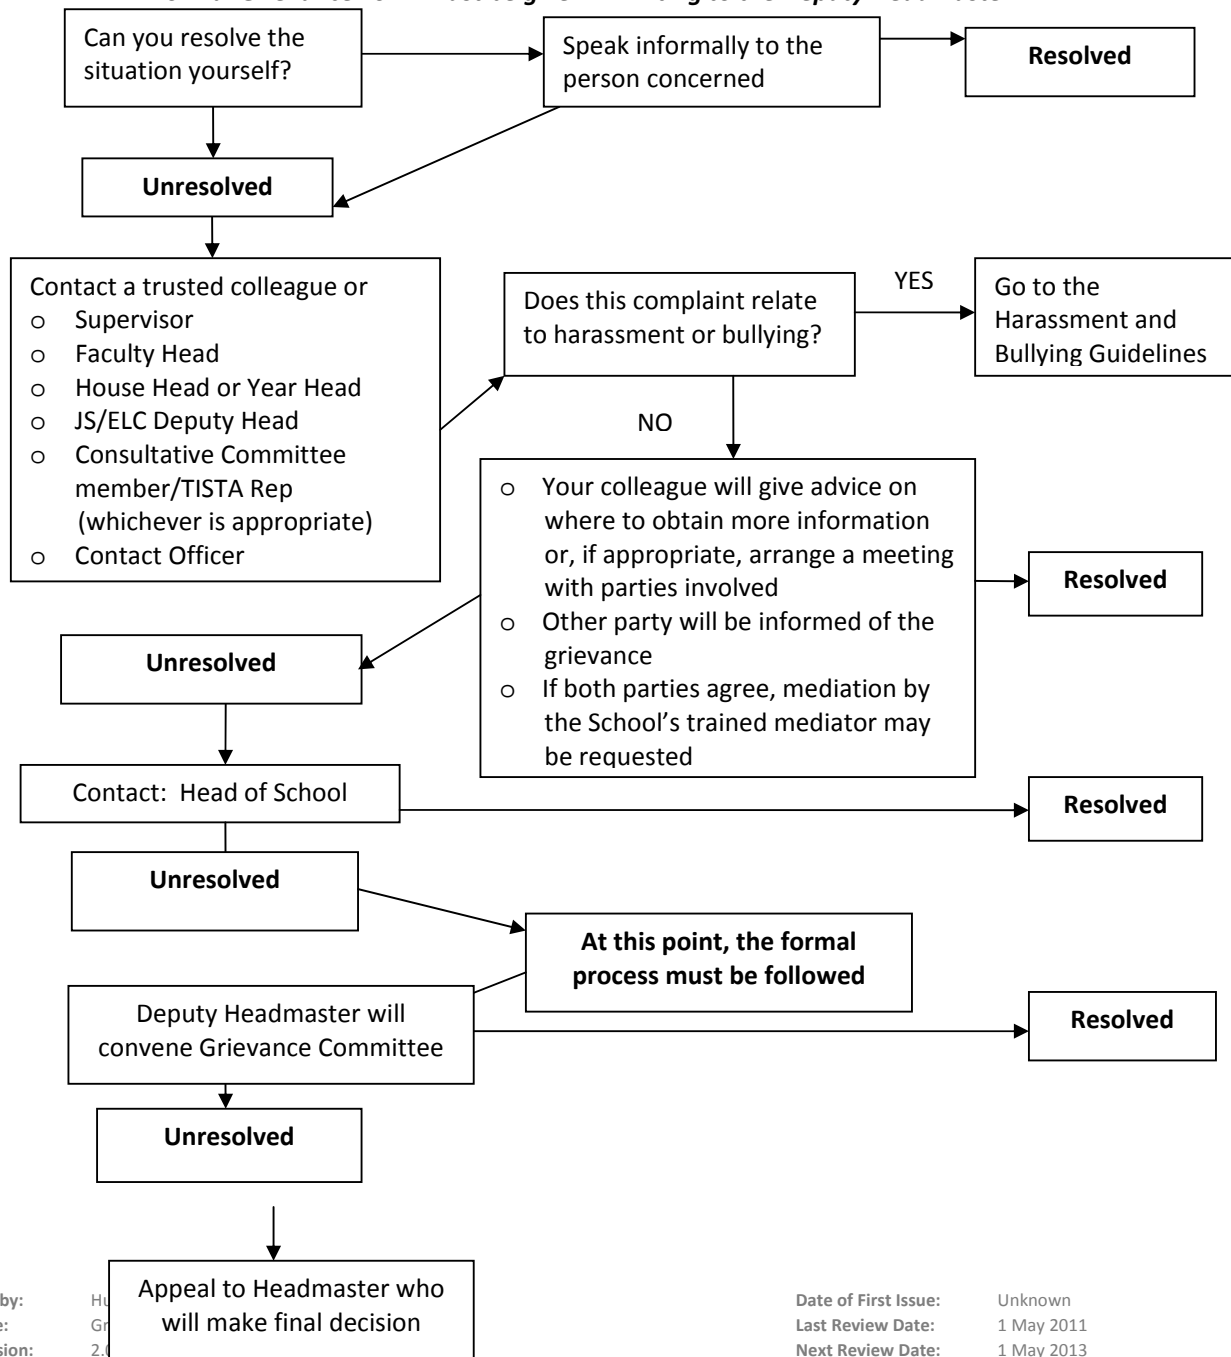 Can you resolve the
situation yourself?
Speak informally to the
person concerned
Resolved
Unresolved
Contact a trusted colleague or
o Supervisor
o Faculty Head
o House Head or Year Head
o JS/ELC Deputy Head
o Consultative Committee
member/TISTA Rep
(whichever is appropriate)
o Contact Officer
Does this complaint relate
to harassment or bullying?
YES
Go to the
Harassment and
Bullying Guidelines
NO
o Your colleague will give advice on
where to obtain more information
or, if appropriate, arrange a meeting
with parties involved
o Other party will be informed of the
grievance
o If both parties agree, mediation by
the School’s trained mediator may
be requested
Resolved
Unresolved
Contact: Head of School
Resolved
Unresolved
At this point, the formal
process must be followed
Deputy Headmaster will
convene Grievance Committee
Resolved
Unresolved
Appeal to Headmaster who
will make final decision
by:
Date of First Issue: Unknown
Last Review Date: 1 May 2011
Next Review Date: 1 May 2013